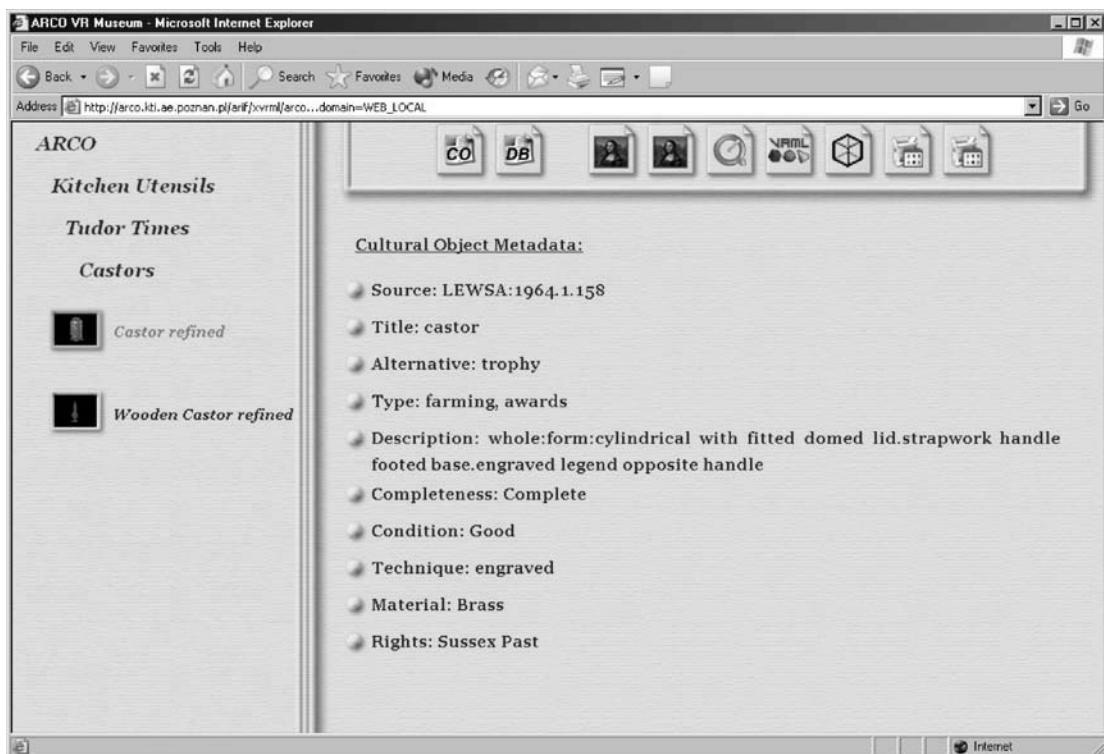 ARCO VR Museum - Microsoft Internet Explorer
File Edit View Favorites Tools Help
Back Search Favorites Media
Address http://arco.kti.ae.poznan.pl/arif/xvrml/arco...domain=WEB_LOCAL Go
CO DB VRML
ARCO
Kitchen Utensils
Tudor Times
Castors
Castor refined
Wooden Castor refined
Cultural Object Metadata:
Source: LEWSA:1964.1.158
Title: castor
Alternative: trophy
Type: farming, awards
Description: whole:form:cylindrical with fitted domed lid.strapwork handle
footed base.engraved legend opposite handle
Completeness: Complete
Condition: Good
Technique: engraved
Material: Brass
Rights: Sussex Past
Internet